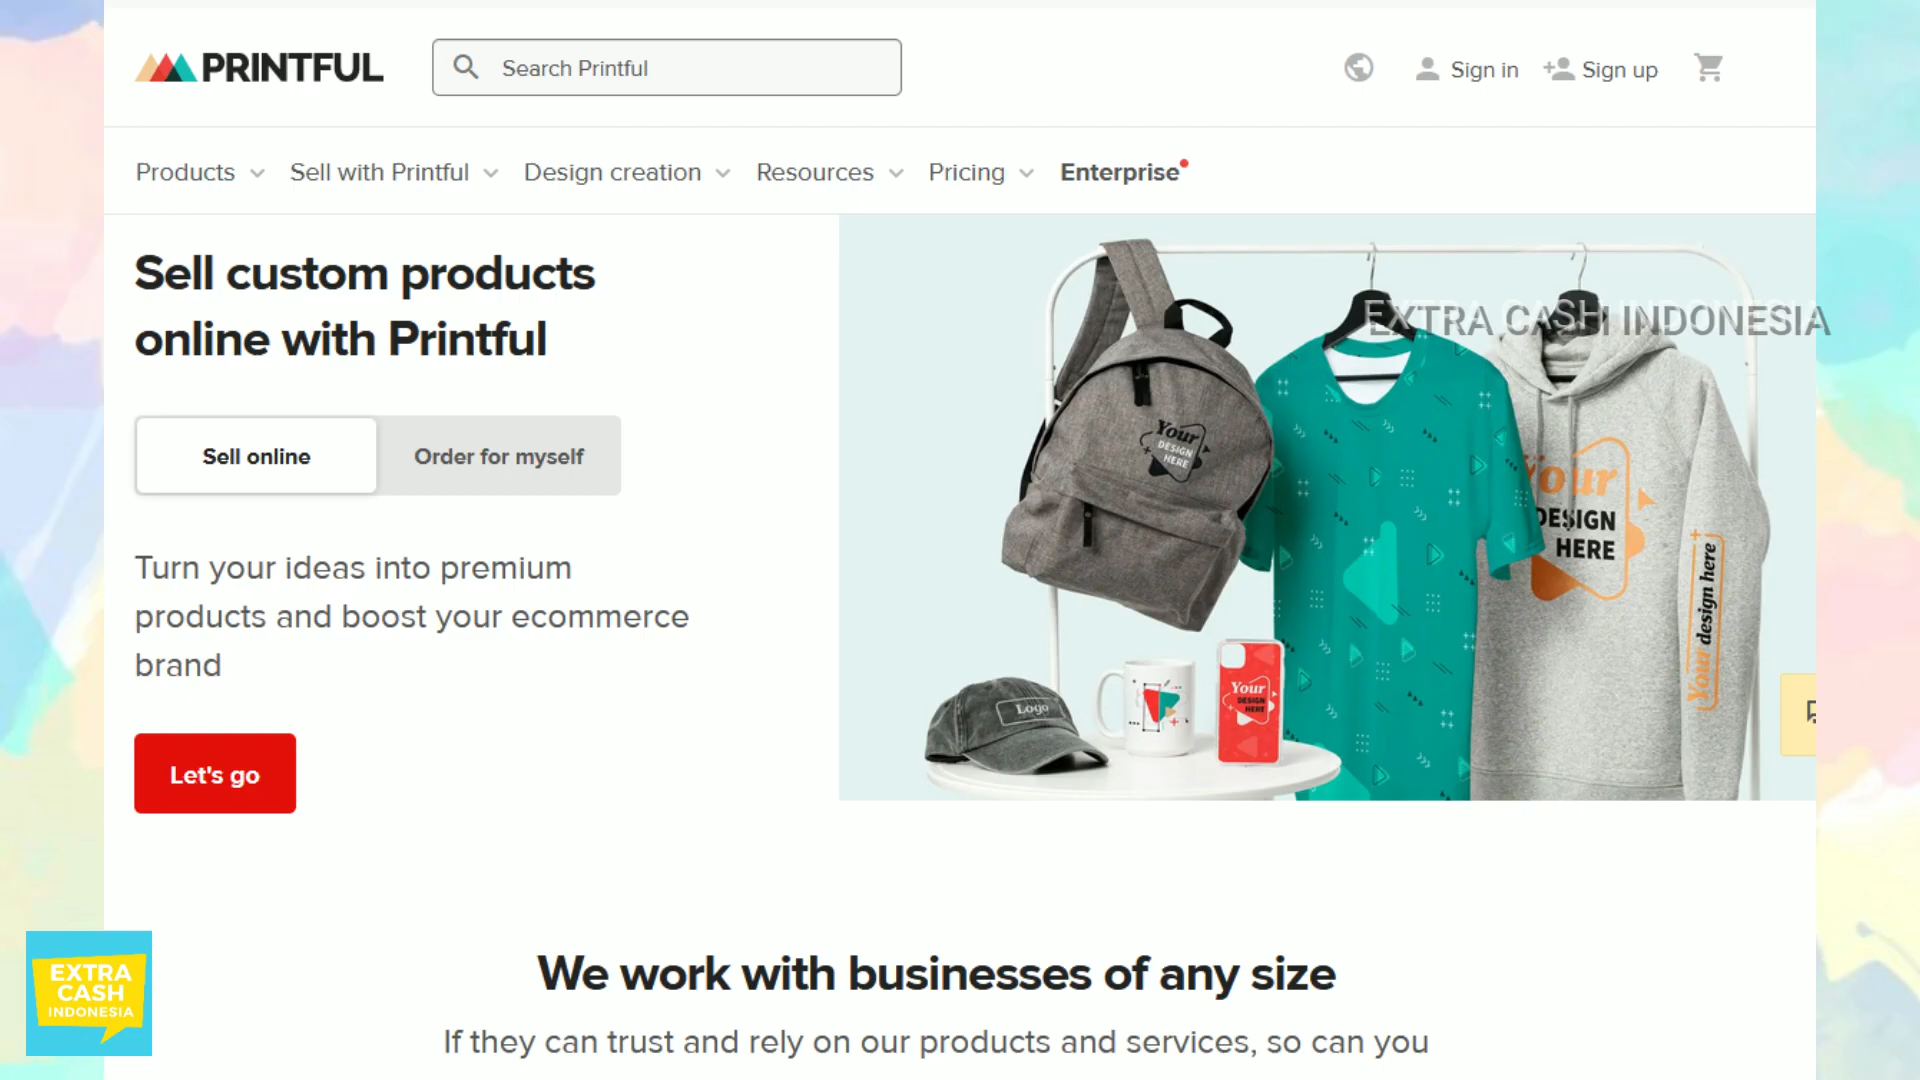 PRINTFUL
Search Printful
Sign in
Sign up
Products
Sell with Printful
Design creation
Resources
Pricing
Enterprise
Sell custom products
online with Printful
Sell online
Order for myself
Turn your ideas into premium
products and boost your ecommerce
brand
Let's go
EXTRA CASH INDONESIA
Your
DESIGN
HERE
Your
DESIGN
HERE
Your design here
Logo
Your
DESIGN
HERE
We work with businesses of any size
If they can trust and rely on our products and services, so can you
EXTRA
CASH
INDONESIA